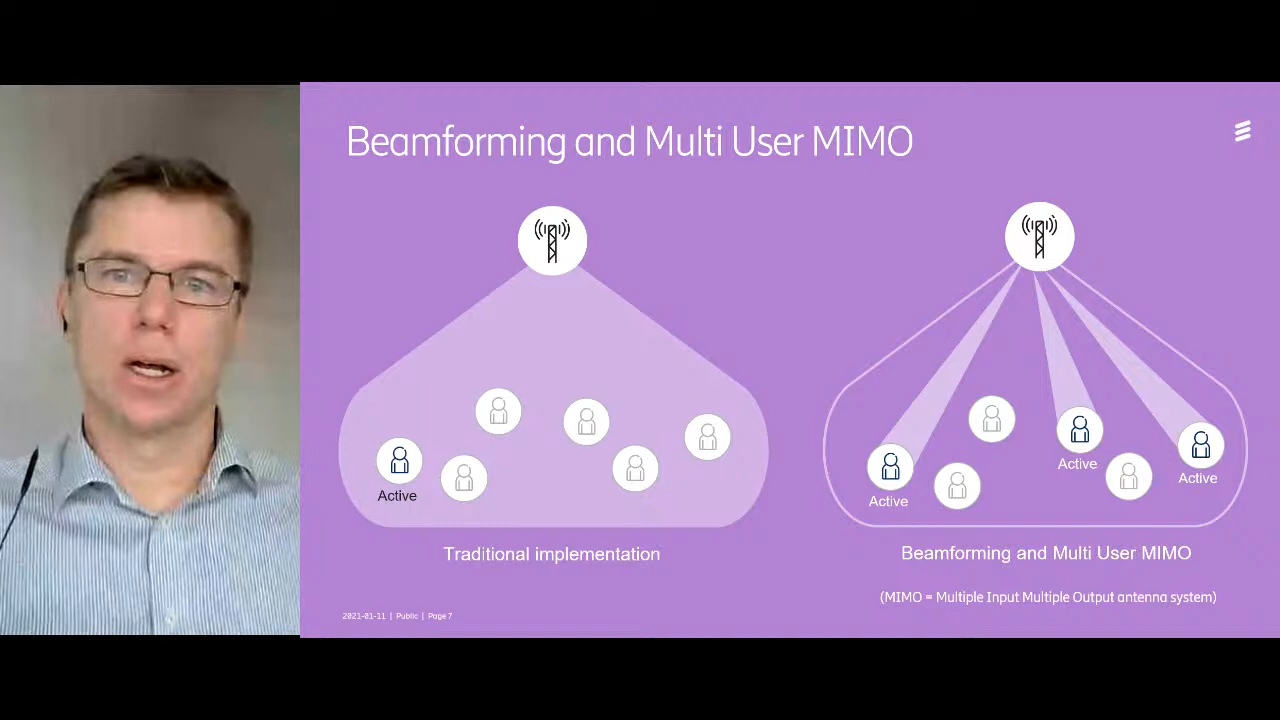 Beamforming and Multi User MIMO
Active
Traditional implementation
Active
Active
Active
Beamforming and Multi User MIMO
(MIMO = Multiple Input Multiple Output antenna system)
2021-01-11 | Public | Page 7